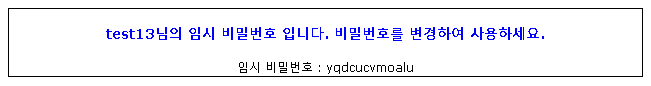 test13님의 임시 비밀번호 입니다. 비밀번호를 변경하여 사용하세요.
임시 비밀번호 : yqdcucvmoalu